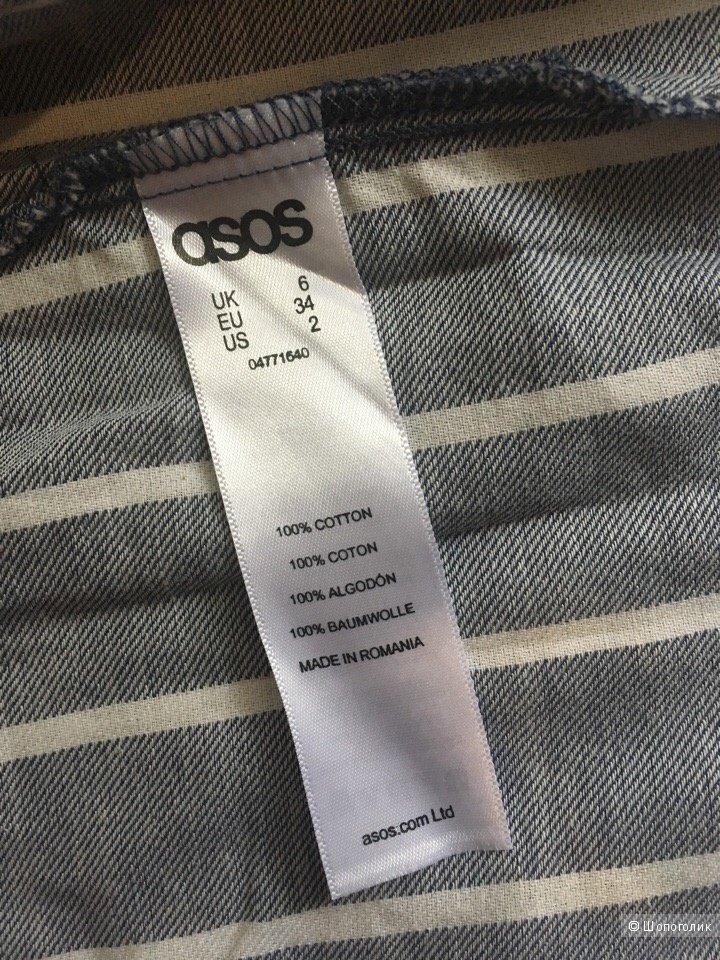 asos
UK 6
EU 34
US 2
04771640
100% COTTON
100% COTON
100% ALGODÓN
100% BAUMWOLLE
MADE IN ROMANIA
asos.com Ltd
© Шопоголик